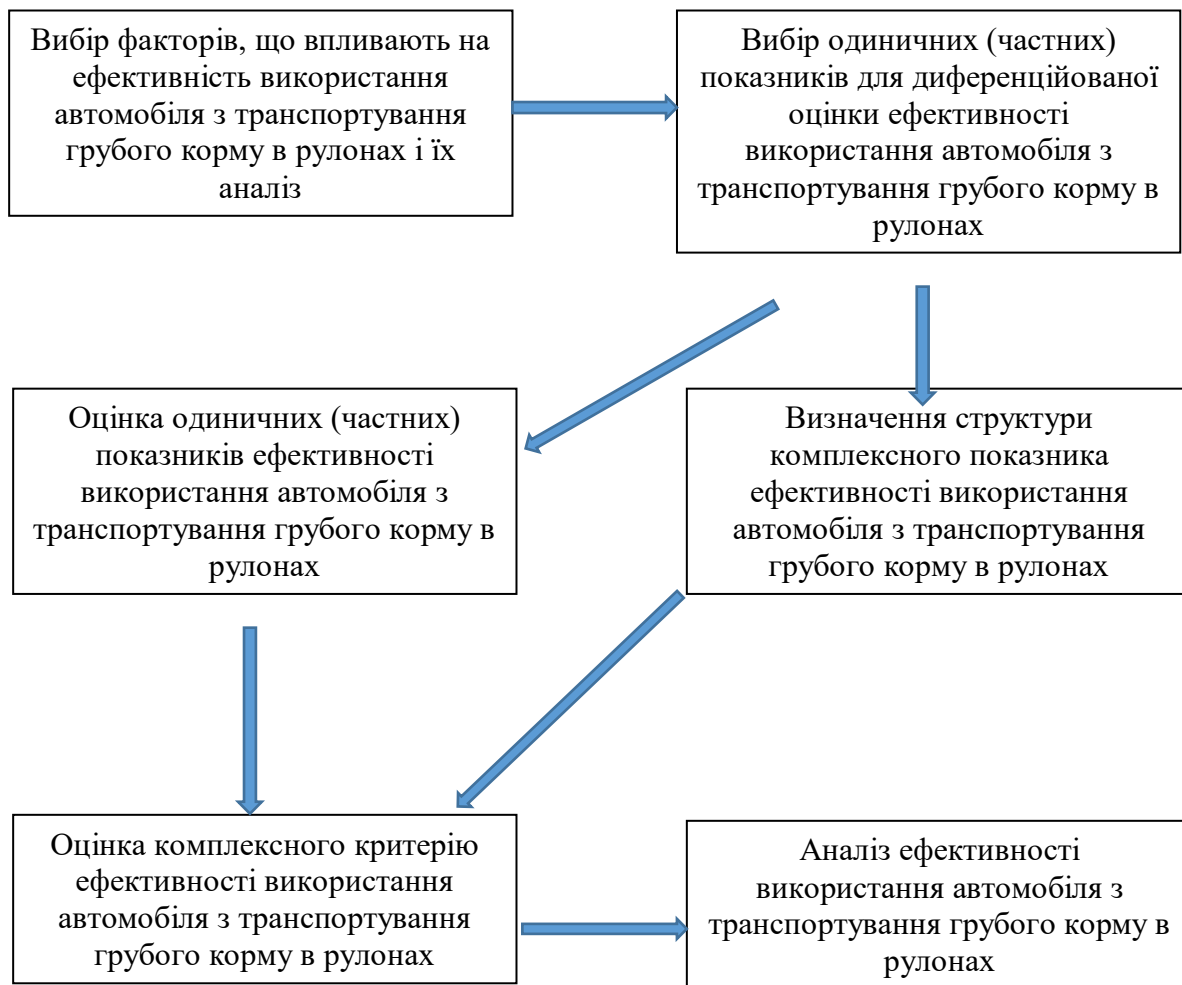 Вибір факторів, що впливають на
ефективність використання
автомобіля з транспортування
грубого корму в рулонах і їх
аналіз
Вибір одиничних (частних)
показників для диференційованої
оцінки ефективності
використання автомобіля з
транспортування грубого корму в
рулонах
Оцінка одиничних (частних)
показників ефективності
використання автомобіля з
транспортування грубого корму в
рулонах
Визначення структури
комплексного показника
ефективності використання
автомобіля з транспортування
грубого корму в рулонах
Оцінка комплексного критерію
ефективності використання
автомобіля з транспортування
грубого корму в рулонах
Аналіз ефективності
використання автомобіля з
транспортування грубого корму в
рулонах